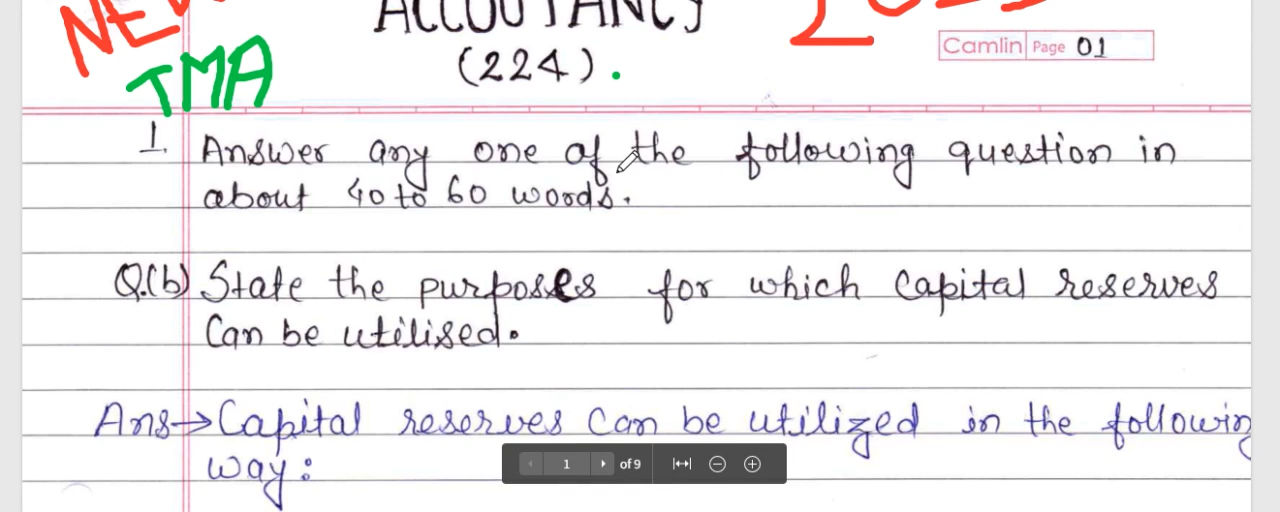 NEW
ACCOUTANCY
TMA
(224).
Camlin Page 01
1. Answer any one of the following question in
about 40 to 60 words.
Q.(b) State the purposes for which Capital reserves
Can be utilised.
Ans→ Capital reserves Can be utilized in the following
way:
1 of 9